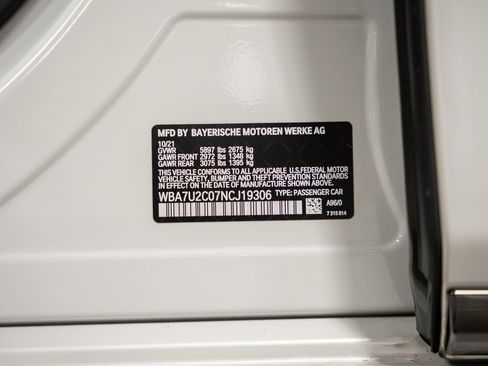 MFD BY BAYERISCHE MOTOREN WERKE AG
10/21
GVWR 5897 lbs 2675 kg
GAWR FRONT 2972 lbs 1348 kg
GAWR REAR 3075 lbs 1395 kg
THIS VEHICLE CONFORMS TO ALL APPLICABLE U.S.FEDERAL MOTOR
VEHICLE SAFETY, BUMPER AND THEFT PREVENTION STANDARDS
IN EFFECT ON THE DATE OF MANUFACTURE SHOWN ABOVE.
WBA7U2C07NCJ19306 TYPE: PASSENGER CAR
A96/0
7 315 814